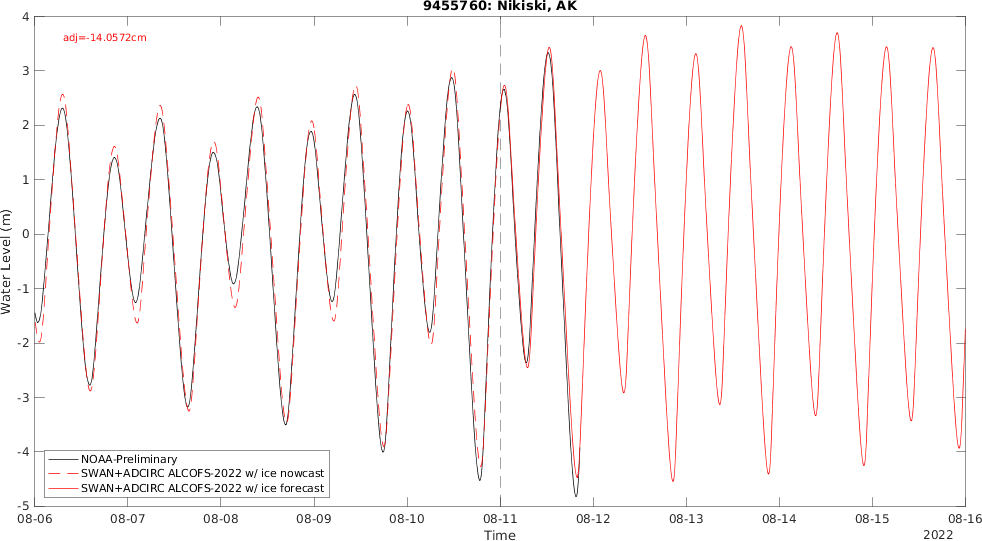 9455760: Nikiski, AK
adj=-14.0572cm
4
3
2
1
0
-1
-2
-3
-4
-5
Water Level (m)
NOAA-Preliminary
SWAN+ADCIRC ALCOFS-2022 w/ ice nowcast
SWAN+ADCIRC ALCOFS-2022 w/ ice forecast
08-06 08-07 08-08 08-09 08-10 08-11 08-12 08-13 08-14 08-15 08-16
Time
2022